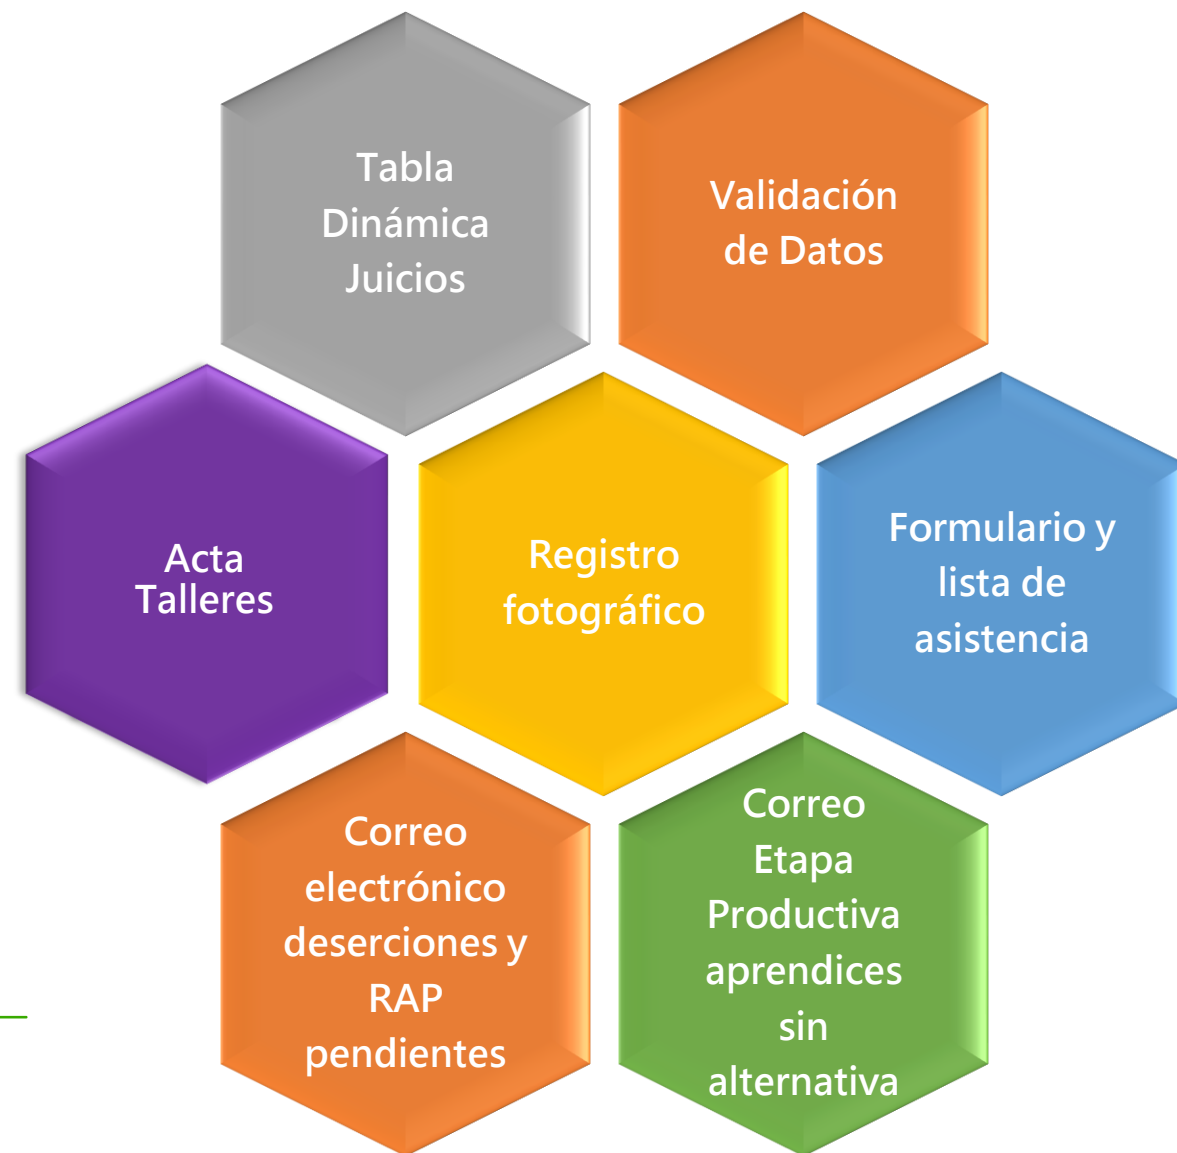 Tabla
Dinámica
Juicios
Validación
de Datos
Acta
Talleres
Registro
fotográfico
Formulario y
lista de
asistencia
Correo
electrónico
deserciones y
RAP
pendientes
Correo
Etapa
Productiva
aprendices
sin
alternativa